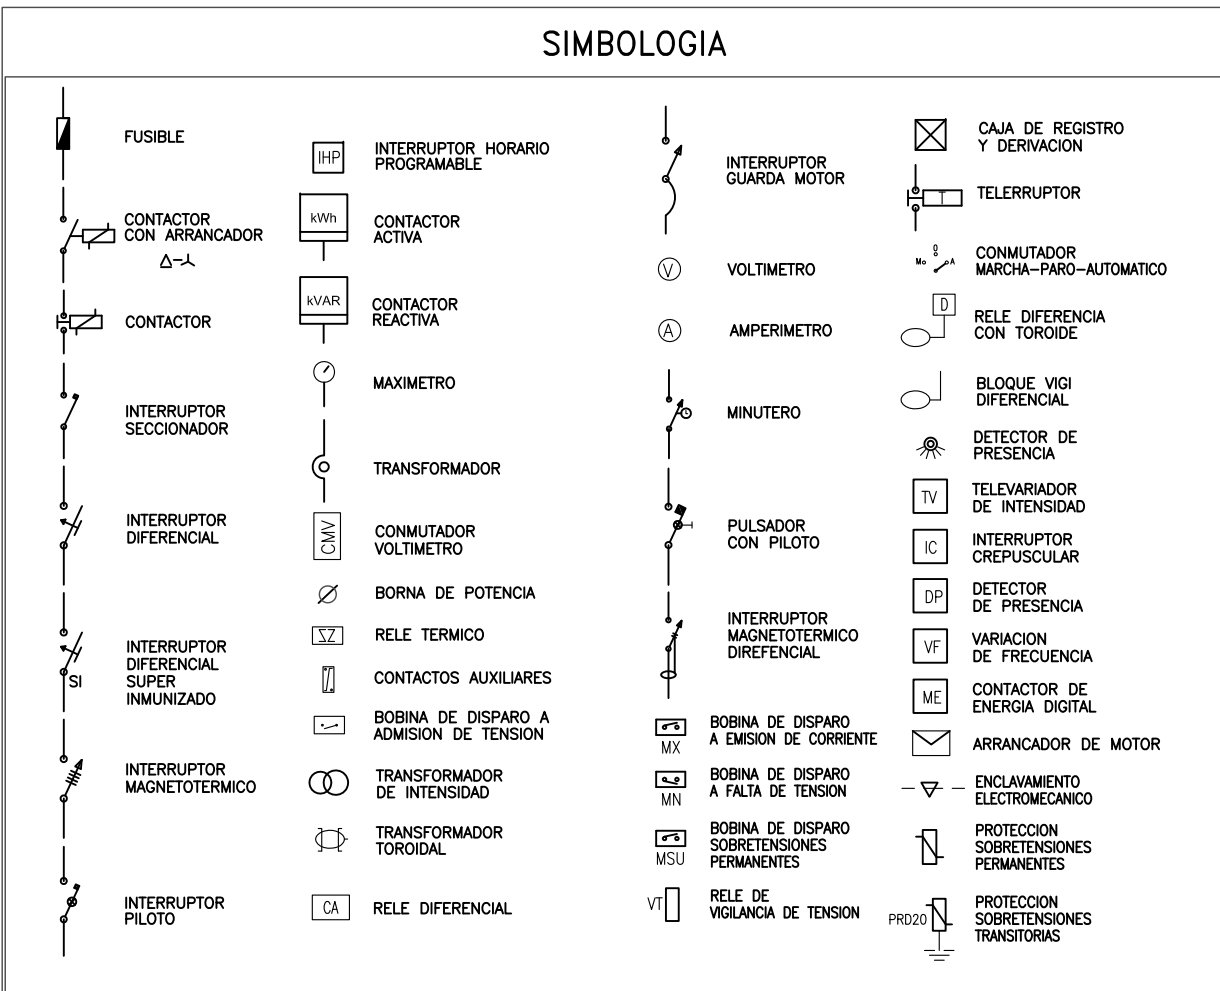 SIMBOLOGIA
FUSIBLE
CONTACTOR
CON ARRANCADOR
CONTACTOR
INTERRUPTOR
SECCIONADOR
INTERRUPTOR
DIFERENCIAL
SI
INTERRUPTOR
DIFERENCIAL
SUPER
INMUNIZADO
INTERRUPTOR
MAGNETOTERMICO
INTERRUPTOR
PILOTO
IHP
INTERRUPTOR HORARIO
PROGRAMABLE
kWh
CONTACTOR
ACTIVA
kVAR
CONTACTOR
REACTIVA
MAXIMETRO
TRANSFORMADOR
CMV
CONMUTADOR
VOLTIMETRO
BORNA DE POTENCIA
RELE TERMICO
CONTACTOS AUXILIARES
BOBINA DE DISPARO A
ADMISION DE TENSION
TRANSFORMADOR
DE INTENSIDAD
TRANSFORMADOR
TOROIDAL
CA
RELE DIFERENCIAL
INTERRUPTOR
GUARDA MOTOR
V
VOLTIMETRO
A
AMPERIMETRO
MINUTERO
PULSADOR
CON PILOTO
INTERRUPTOR
MAGNETOTERMICO
DIREFENCIAL
MX
BOBINA DE DISPARO
A EMISION DE CORRIENTE
MN
BOBINA DE DISPARO
A FALTA DE TENSION
MSU
BOBINA DE DISPARO
SOBRETENSIONES
PERMANENTES
VT
RELE DE
VIGILANCIA DE TENSION
CAJA DE REGISTRO
Y DERIVACION
T
TELERRUPTOR
0
M
A
CONMUTADOR
MARCHA-PARO-AUTOMATICO
D
RELE DIFERENCIA
CON TOROIDE
BLOQUE VIGI
DIFERENCIAL
DETECTOR DE
PRESENCIA
TV
TELEVARIADOR
DE INTENSIDAD
IC
INTERRUPTOR
CREPUSCULAR
DP
DETECTOR
DE PRESENCIA
VF
VARIACION
DE FRECUENCIA
ME
CONTACTOR DE
ENERGIA DIGITAL
ARRANCADOR DE MOTOR
ENCLAVAMIENTO
ELECTROMECANICO
PROTECCION
SOBRETENSIONES
PERMANENTES
PRD20
PROTECCION
SOBRETENSIONES
TRANSITORIAS